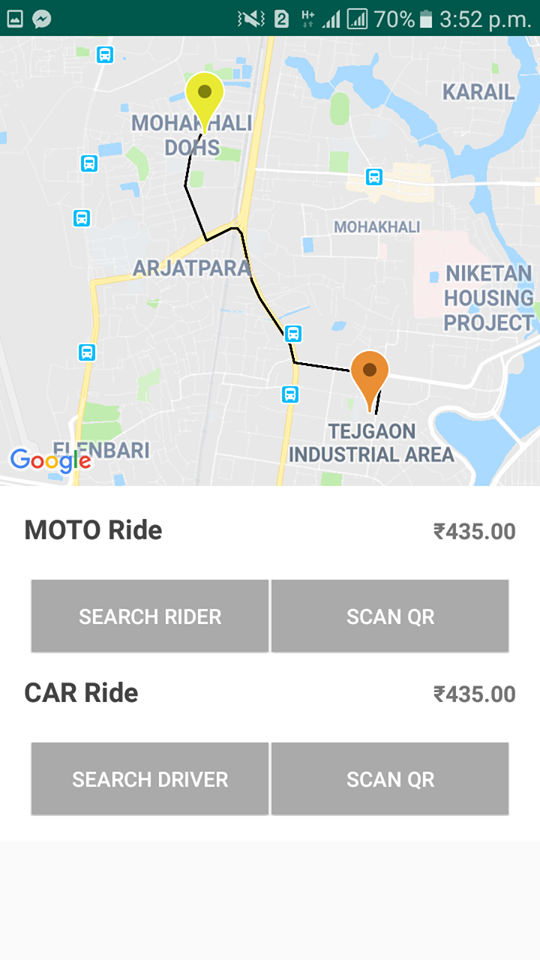 2 H+ 70% 3:52 p.m.
KARAIL
MOHAKHALI
DOHS
MOHAKHALI
ARJATPARA
NIKETAN
HOUSING
PROJECT
TEJGAON
INDUSTRIAL AREA
ELENBARI
Google
MOTO Ride ₹435.00
SEARCH RIDER SCAN QR
CAR Ride ₹435.00
SEARCH DRIVER SCAN QR